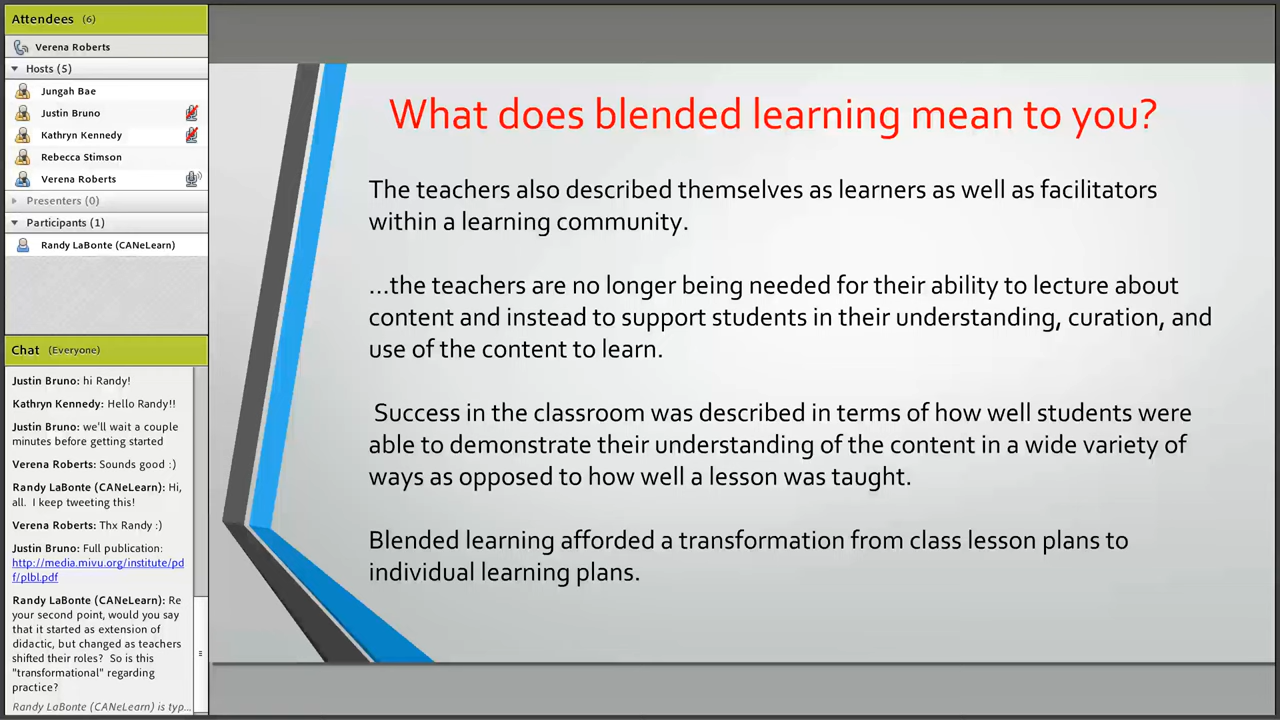 Attendees (6)
Verena Roberts
Hosts (5)
Jungah Bae
Justin Bruno
Kathryn Kennedy
Rebecca Stimson
Verena Roberts
Presenters (0)
Participants (1)
Randy LaBonte (CANeLearn)
Chat (Everyone)
Justin Bruno: hi Randy!
Kathryn Kennedy: Hello Randy!!
Justin Bruno: we'll wait a couple
minutes before getting started
Verena Roberts: Sounds good :)
Randy LaBonte (CANeLearn): Hi,
all. I keep tweeting this!
Verena Roberts: Thx Randy :)
Justin Bruno: Full publication:
http://media.mivu.org/institute/pd
f/plbl.pdf
Randy LaBonte (CANeLearn): Re
your second point, would you say
that it started as extension of
didactic, but changed as teachers
shifted their roles? So is this
"transformational" regarding
practice?
Randy LaBonte (CANeLearn) is typ...
What does blended learning mean to you?
The teachers also described themselves as learners as well as facilitators
within a learning community.
...the teachers are no longer being needed for their ability to lecture about
content and instead to support students in their understanding, curation, and
use of the content to learn.
Success in the classroom was described in terms of how well students were
able to demonstrate their understanding of the content in a wide variety of
ways as opposed to how well a lesson was taught.
Blended learning afforded a transformation from class lesson plans to
individual learning plans.